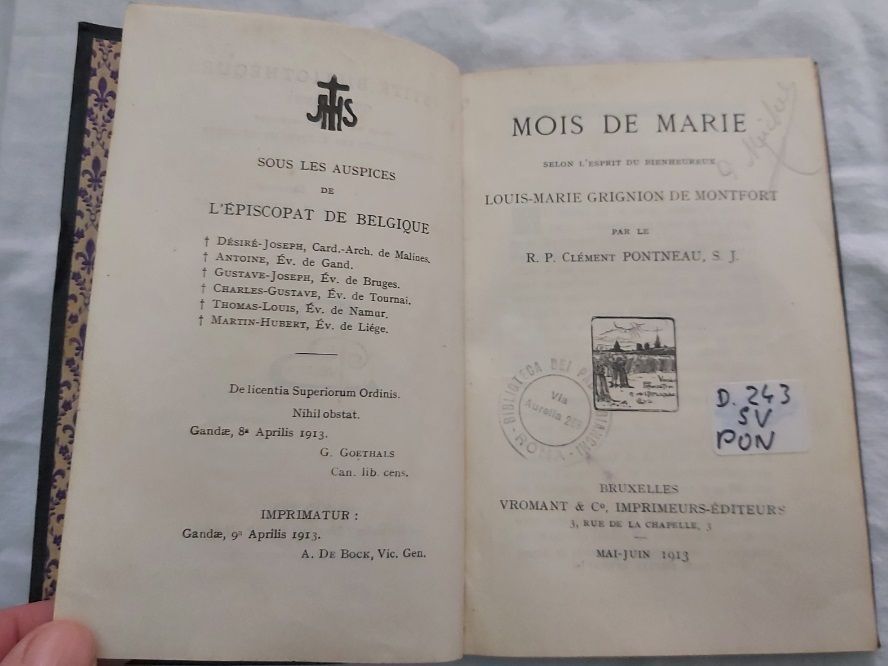 JHS
SOUS LES AUSPICES
DE
L'ÉPISCOPAT DE BELGIQUE
† DÉSIRÉ-JOSEPH, Card.-Arch. de Malines.
† ANTOINE, Év. de Gand.
† GUSTAVE-JOSEPH, Év. de Bruges.
† CHARLES-GUSTAVE, Év. de Tournai.
† THOMAS-LOUIS, Év. de Namur.
† MARTIN-HUBERT, Év. de Liége.
De licentia Superiorum Ordinis.
Nihil obstat.
Gandæ, 8ª Aprilis 1913.
G. GOETHALS
Can. lib. cens.
IMPRIMATUR :
Gandæ, 9ª Aprilis 1913.
A. DE BOCK, Vic. Gen.
MOIS DE MARIE
SELON L'ESPRIT DU BIENHEUREUX
LOUIS-MARIE GRIGNION DE MONTFORT
PAR LE
R. P. CLÉMENT PONTNEAU, S. J.
BIBLIOTECA DEI
ROMA
Via
Aurelia
D. 243
SV
PON
BRUXELLES
VROMANT & Cº, IMPRIMEURS-ÉDITEURS
3, RUE DE LA CHAPELLE, 3
MAI-JUIN 1913